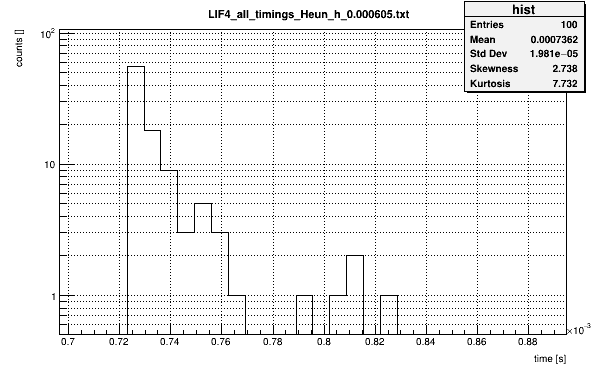 LIF4_all_timings_Heun_h_0.000605.txt
hist
Entries 100
Mean 0.0007362
Std Dev 1.981e−05
Skewness 2.738
Kurtosis 7.732
counts []
10²
10
1
0.7 0.72 0.74 0.76 0.78 0.8 0.82 0.84 0.86 0.88
×10⁻³
time [s]